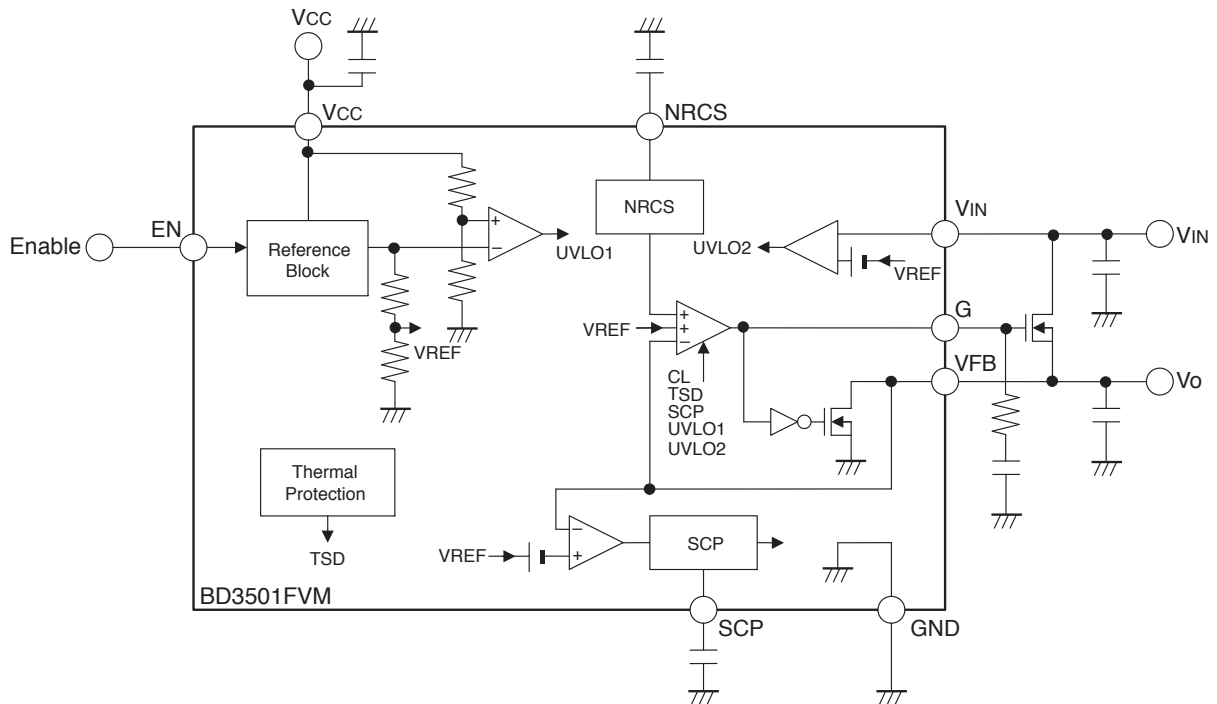 VCC
VCC
NRCS
NRCS
VIN
VIN
EN
Enable
Reference
Block
+
−
UVLO1
UVLO2
VREF
G
VREF
+
+
−
VREF
VFB
Vo
CL
TSD
SCP
UVLO1
UVLO2
Thermal
Protection
TSD
VREF
−
+
SCP
BD3501FVM
SCP
GND